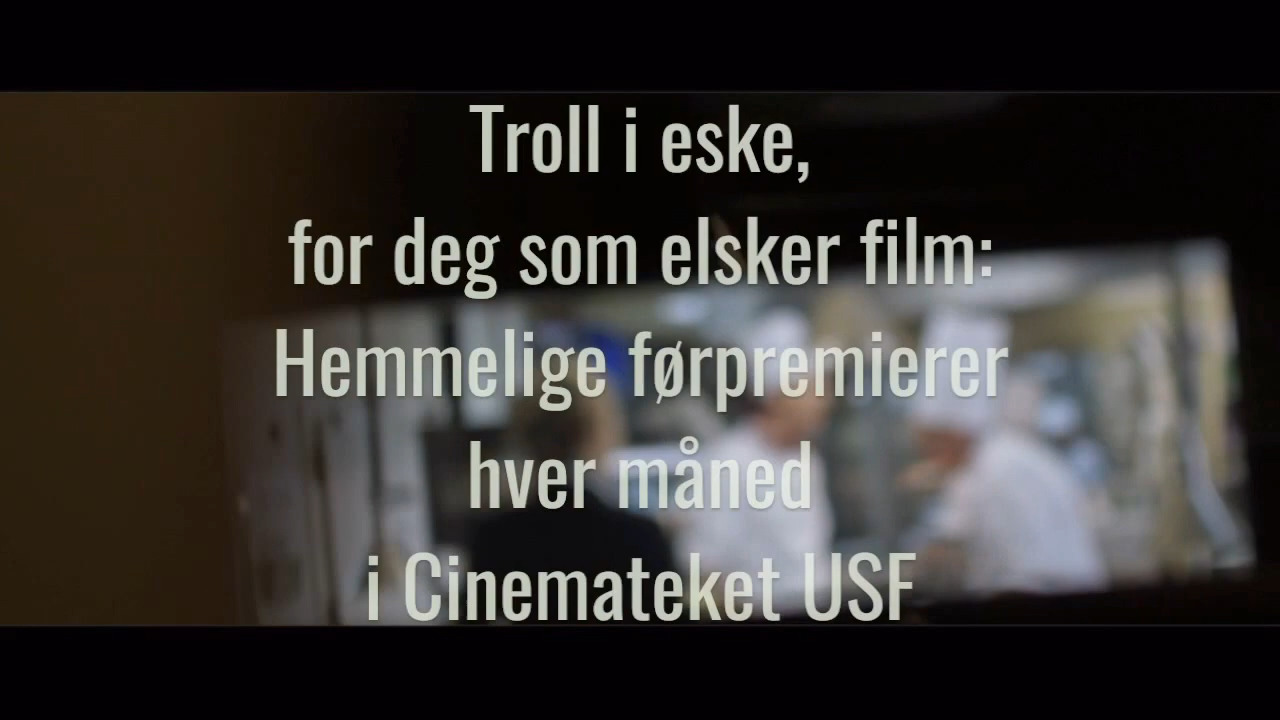 Troll i eske,
for deg som elsker film:
Hemmelige førpremierer
hver måned
i Cinemateket USF